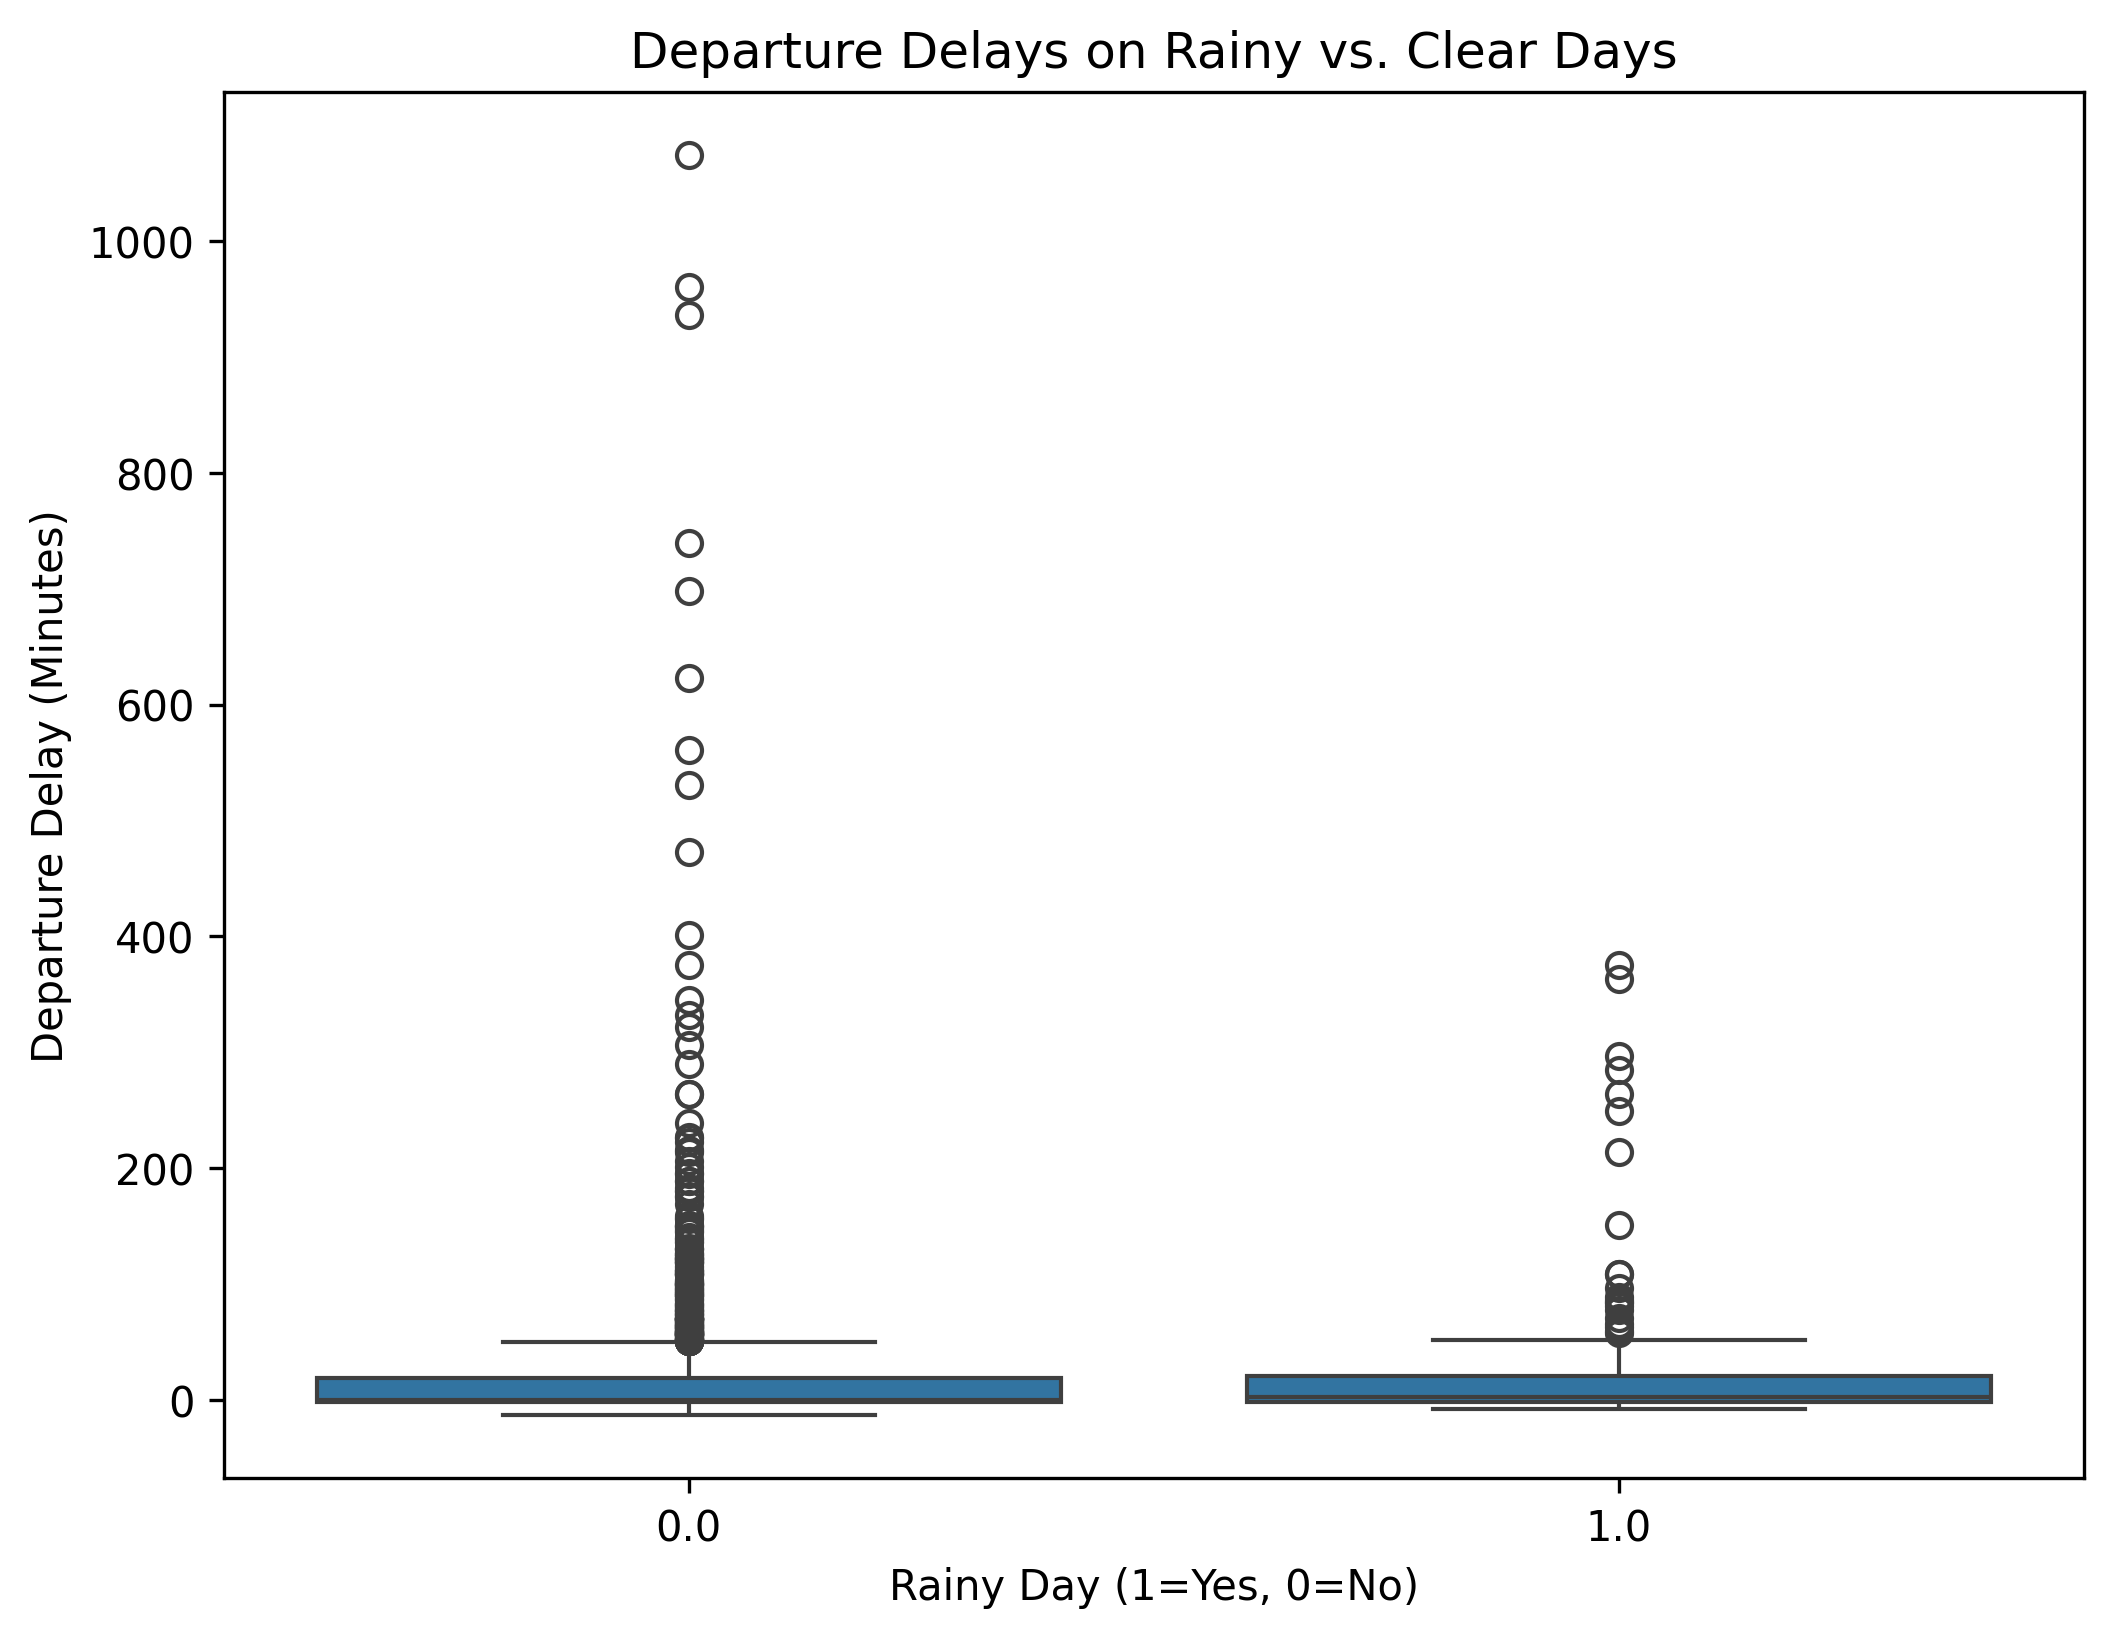 Departure Delays on Rainy vs. Clear Days
Departure Delay (Minutes)
1000
800
600
400
200
0
0.0
1.0
Rainy Day (1=Yes, 0=No)